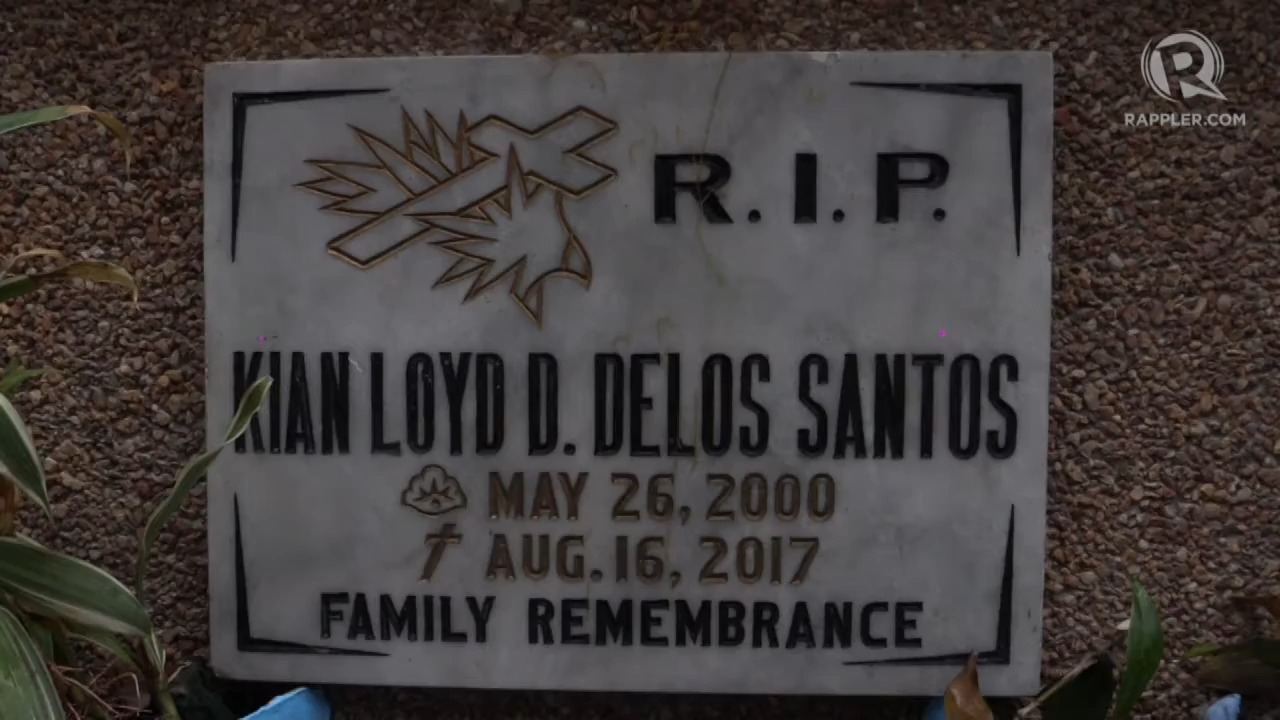 R
RAPPLER.COM
R.I.P.
KIAN LOYD D. DELOS SANTOS
MAY 26, 2000
AUG. 16, 2017
FAMILY REMEMBRANCE